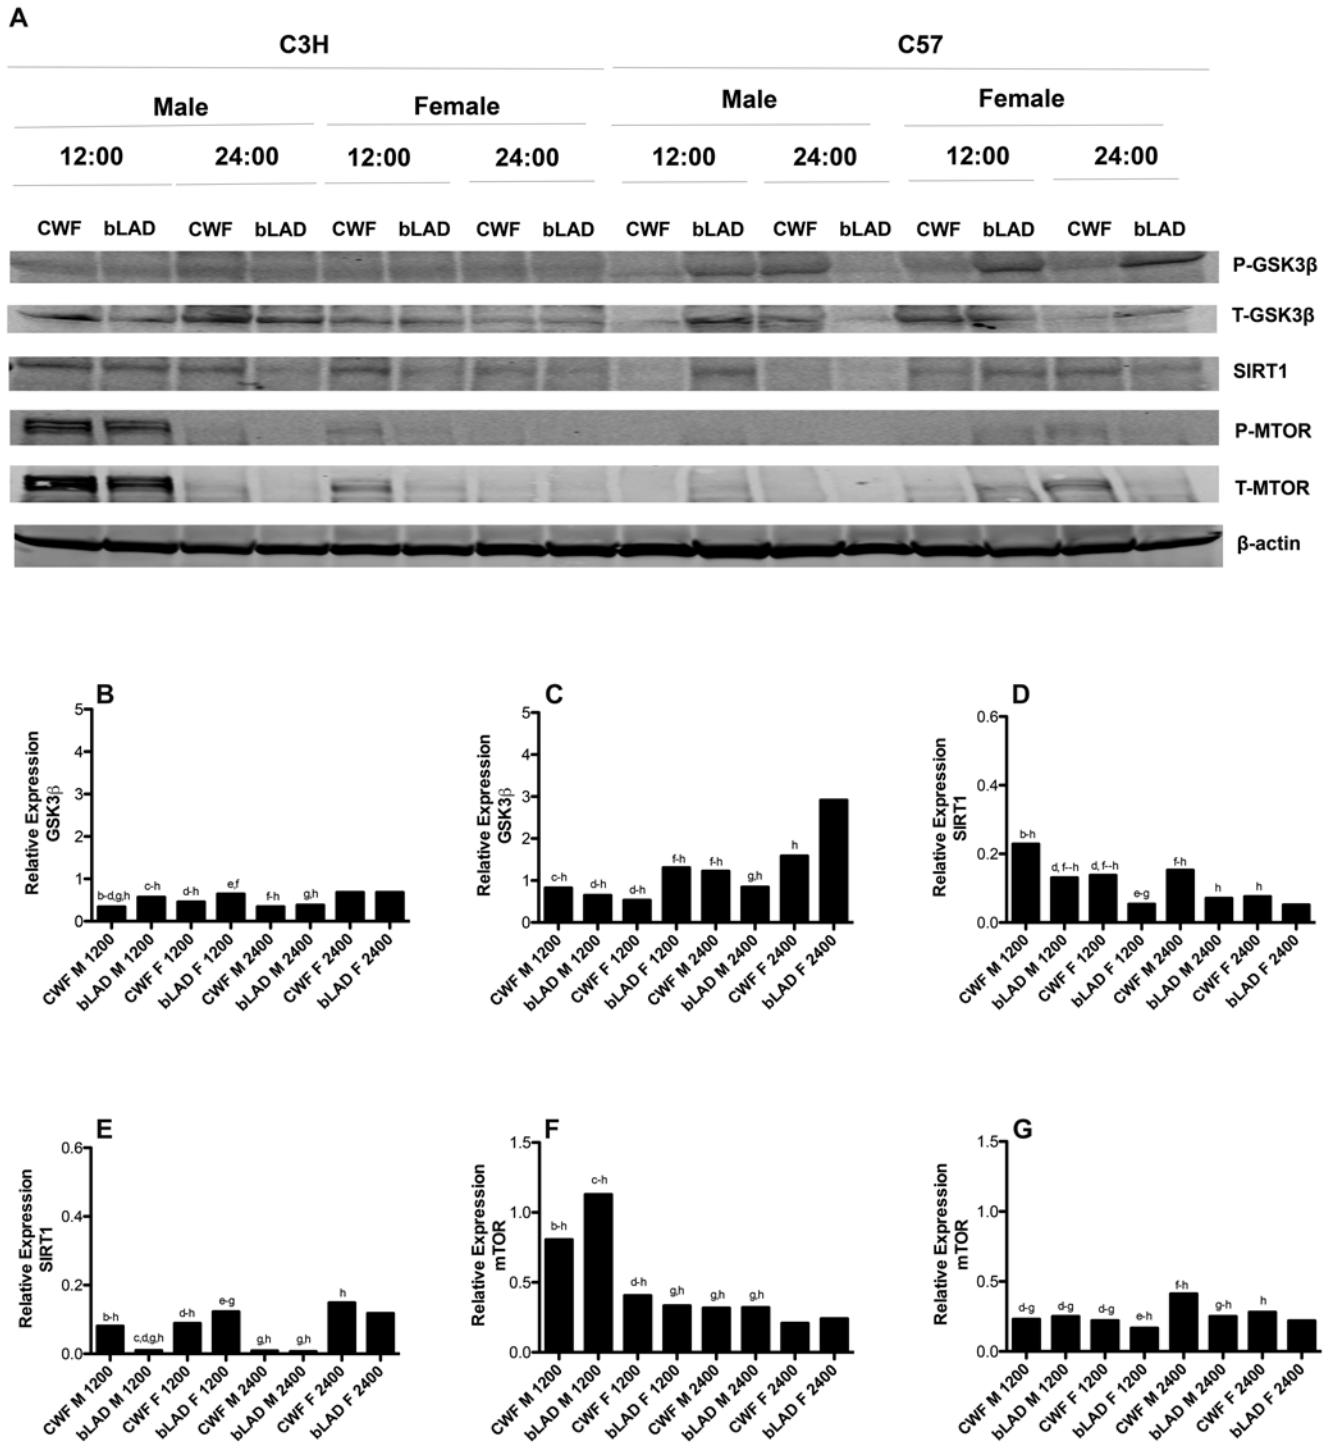 A
C3H C57
Male Female Male Female
12:00 24:00 12:00 24:00 12:00 24:00 12:00 24:00
CWF bLAD CWF bLAD CWF bLAD CWF bLAD CWF bLAD CWF bLAD CWF bLAD CWF bLAD
P-GSK3β
T-GSK3β
SIRT1
P-MTOR
T-MTOR
β-actin
B
Relative Expression
GSK3β
5
4
3
2
1
0
b-d,g,h c-h d-h e,f f-h g,h
CWF M 1200
bLAD M 1200
CWF F 1200
bLAD F 1200
CWF M 2400
bLAD M 2400
CWF F 2400
bLAD F 2400
C
Relative Expression
GSK3β
5
4
3
2
1
0
c-h d-h d-h f-h f-h g,h h
CWF M 1200
bLAD M 1200
CWF F 1200
bLAD F 1200
CWF M 2400
bLAD M 2400
CWF F 2400
bLAD F 2400
D
Relative Expression
SIRT1
0.6
0.4
0.2
0.0
b-h d, f--h d, f--h e-g f-h h h
CWF M 1200
bLAD M 1200
CWF F 1200
bLAD F 1200
CWF M 2400
bLAD M 2400
CWF F 2400
bLAD F 2400
E
Relative Expression
SIRT1
0.6
0.4
0.2
0.0
b-h c,d,g,h d-h e-g g,h g,h h
CWF M 1200
bLAD M 1200
CWF F 1200
bLAD F 1200
CWF M 2400
bLAD M 2400
CWF F 2400
bLAD F 2400
F
Relative Expression
mTOR
1.5
1.0
0.5
0.0
b-h c-h d-h g,h g,h g,h
CWF M 1200
bLAD M 1200
CWF F 1200
bLAD F 1200
CWF M 2400
bLAD M 2400
CWF F 2400
bLAD F 2400
G
Relative Expression
mTOR
1.5
1.0
0.5
0.0
d-g d-g d-g e-h f-h g-h h
CWF M 1200
bLAD M 1200
CWF F 1200
bLAD F 1200
CWF M 2400
bLAD M 2400
CWF F 2400
bLAD F 2400